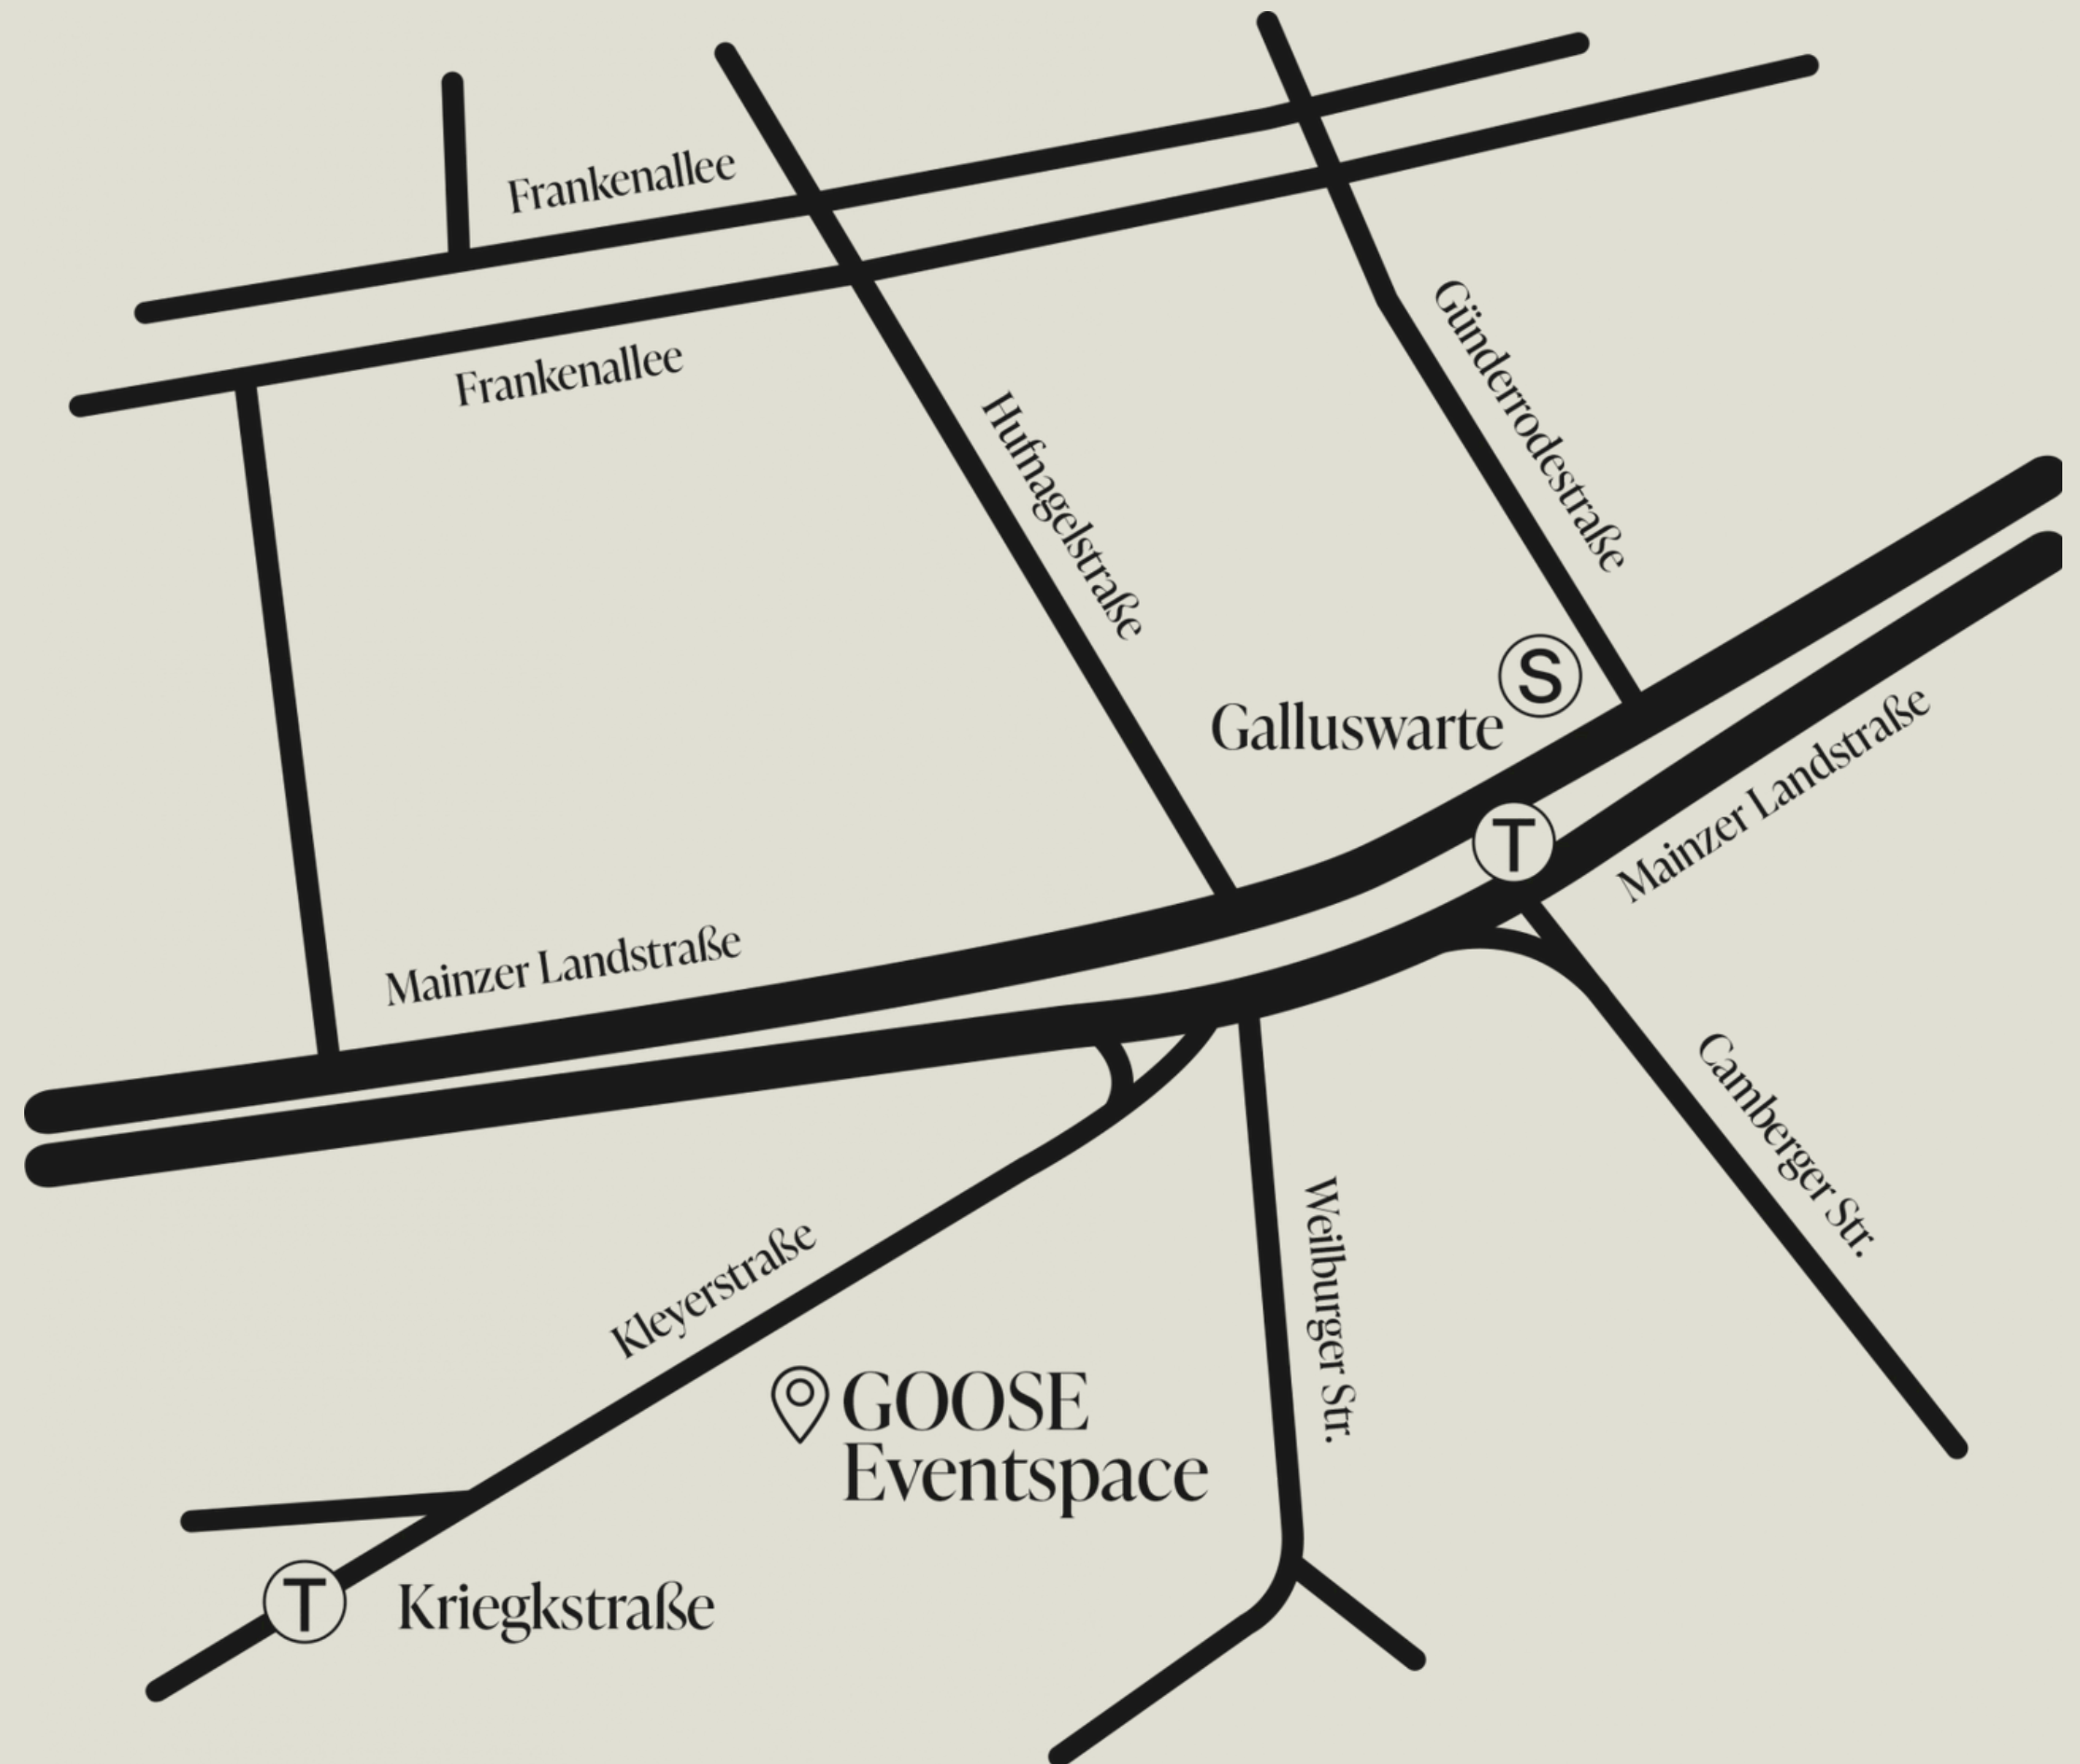 Frankenallee
Frankenallee
Günderrodestraße
Hufnagelstraße
S
Galluswarte
T
Mainzer Landstraße
Mainzer Landstraße
Camberger Str.
Weilburger Str.
Kleyerstraße
GOOSE
Eventspace
T
Kriegkstraße